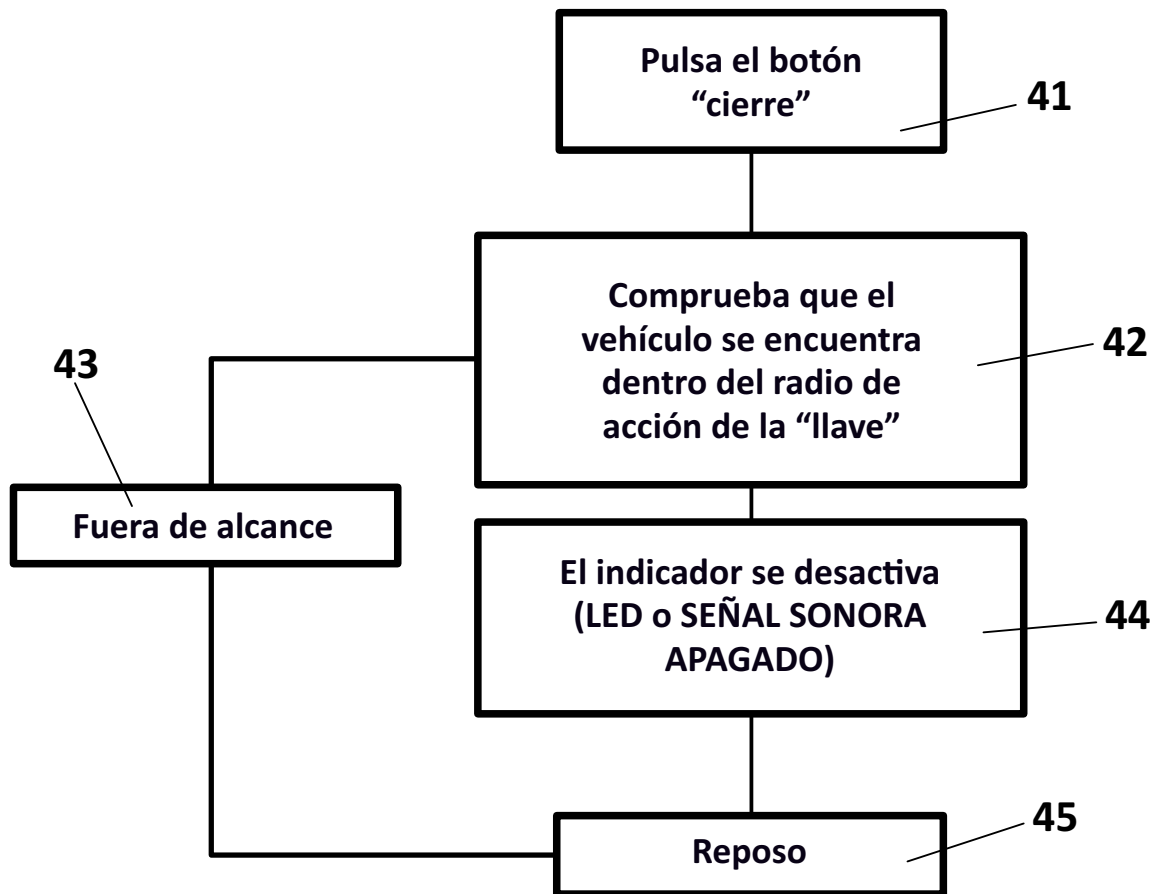 Pulsa el botón
“cierre”
41
Comprueba que el
vehículo se encuentra
dentro del radio de
acción de la “llave”
42
43
Fuera de alcance
El indicador se desactiva
(LED o SEÑAL SONORA
APAGADO)
44
Reposo
45